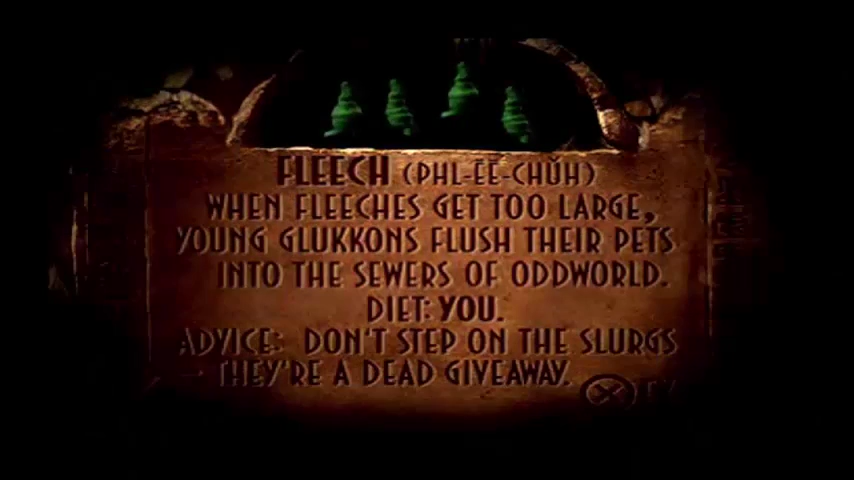 FLEECH (PHL-ĒĒ-CHŬH)
WHEN FLEECHES GET TOO LARGE,
YOUNG GLUKKONS FLUSH THEIR PETS
INTO THE SEWERS OF ODDWORLD.
DIET: YOU.
ADVICE: DON'T STEP ON THE SLURGS
THEY'RE A DEAD GIVEAWAY.